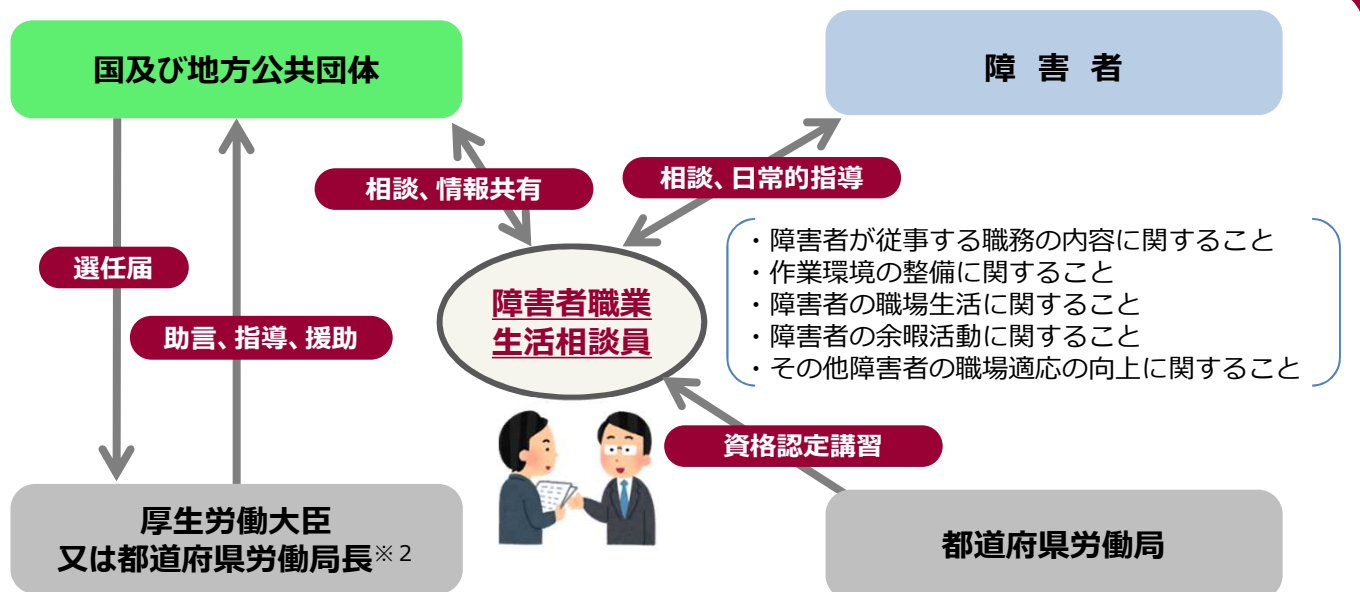 国及び地方公共団体
障 害 者
相談、情報共有
相談、日常的指導
選任届
助言、指導、援助
障害者職業
生活相談員
・障害者が従事する職務の内容に関すること
・作業環境の整備に関すること
・障害者の職場生活に関すること
・障害者の余暇活動に関すること
・その他障害者の職場適応の向上に関すること
資格認定講習
厚生労働大臣
又は都道府県労働局長※2
都道府県労働局